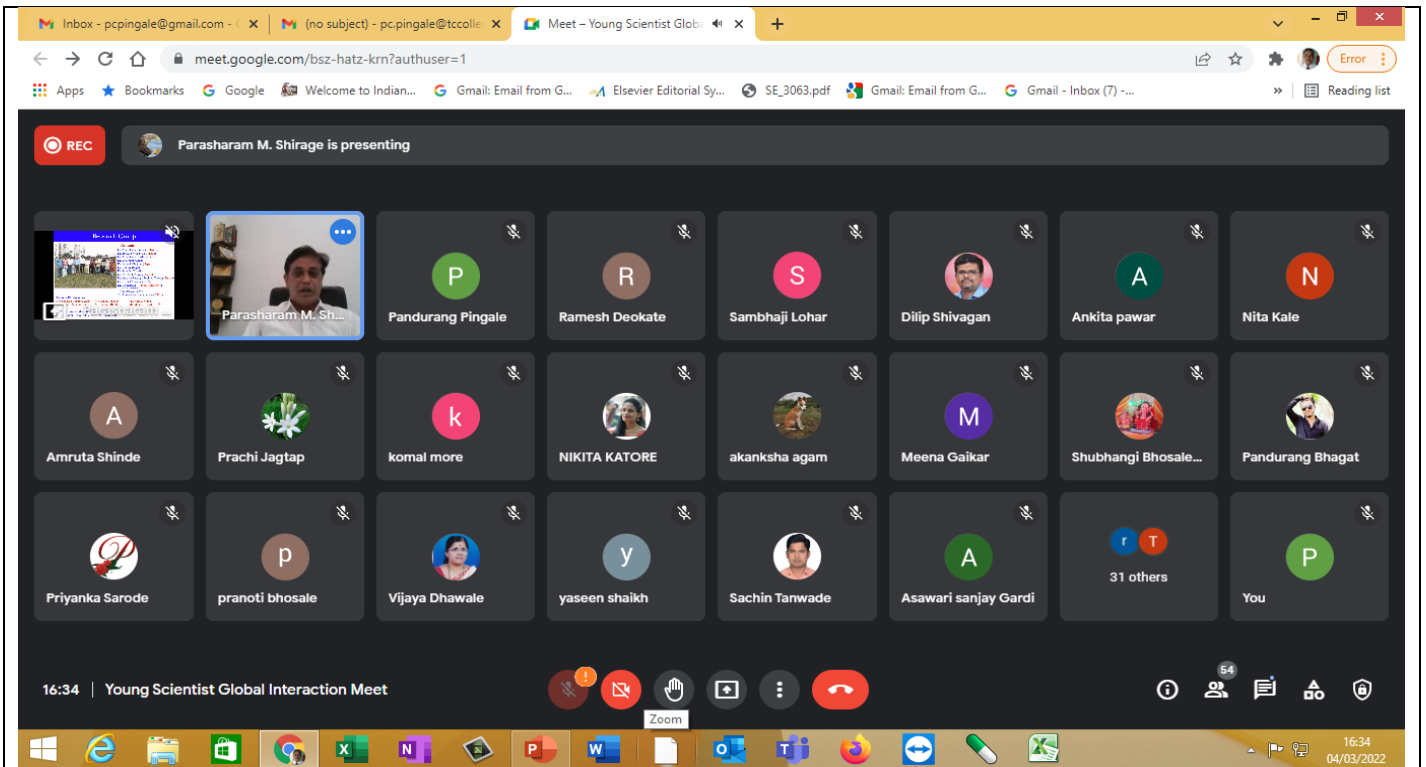 Inbox - pcpingale@gmail.com -
(no subject) - pc.pingale@tccolle
Meet – Young Scientist Globa
meet.google.com/bsz-hatz-krn?authuser=1
Error
Apps Bookmarks Google Welcome to Indian... Gmail: Email from G... Elsevier Editorial Sy... SE_3063.pdf Gmail: Email from G... Gmail - Inbox (7) -... » Reading list
REC
Parasharam M. Shirage is presenting
Research Group
Parasharam ...
Parasharam M. Sh...
P
Pandurang Pingale
R
Ramesh Deokate
S
Sambhaji Lohar
Dilip Shivagan
A
Ankita pawar
N
Nita Kale
A
Amruta Shinde
Prachi Jagtap
k
komal more
NIKITA KATORE
akanksha agam
M
Meena Gaikar
Shubhangi Bhosale...
Pandurang Bhagat
P
Priyanka Sarode
p
pranoti bhosale
Vijaya Dhawale
y
yaseen shaikh
Sachin Tanwade
A
Asawari sanjay Gardi
r T
31 others
P
You
16:34 | Young Scientist Global Interaction Meet
54
Zoom
16:34
04/03/2022